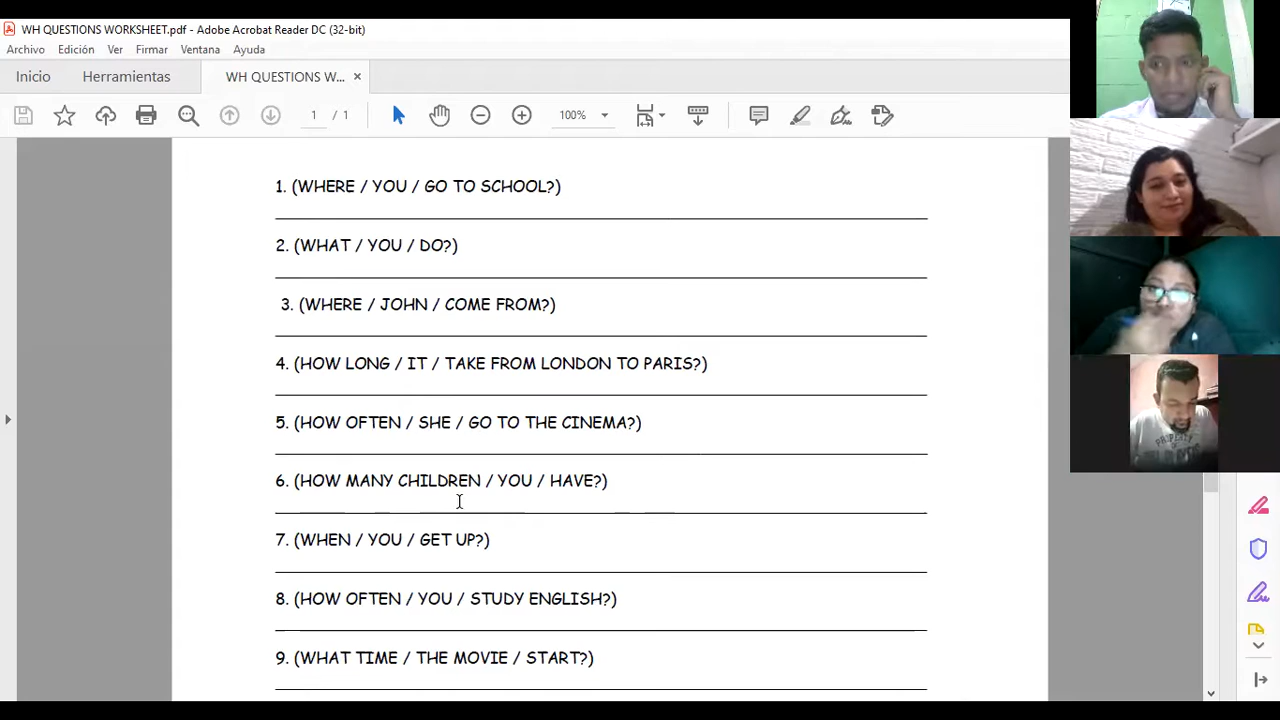 WH QUESTIONS WORKSHEET.pdf - Adobe Acrobat Reader DC (32-bit)
Archivo Edición Ver Firmar Ventana Ayuda
Inicio Herramientas WH QUESTIONS W... ×
1 / 1 100%
1. (WHERE / YOU / GO TO SCHOOL?)
2. (WHAT / YOU / DO?)
3. (WHERE / JOHN / COME FROM?)
4. (HOW LONG / IT / TAKE FROM LONDON TO PARIS?)
5. (HOW OFTEN / SHE / GO TO THE CINEMA?)
6. (HOW MANY CHILDREN / YOU / HAVE?)
7. (WHEN / YOU / GET UP?)
8. (HOW OFTEN / YOU / STUDY ENGLISH?)
9. (WHAT TIME / THE MOVIE / START?)
PROPERTY